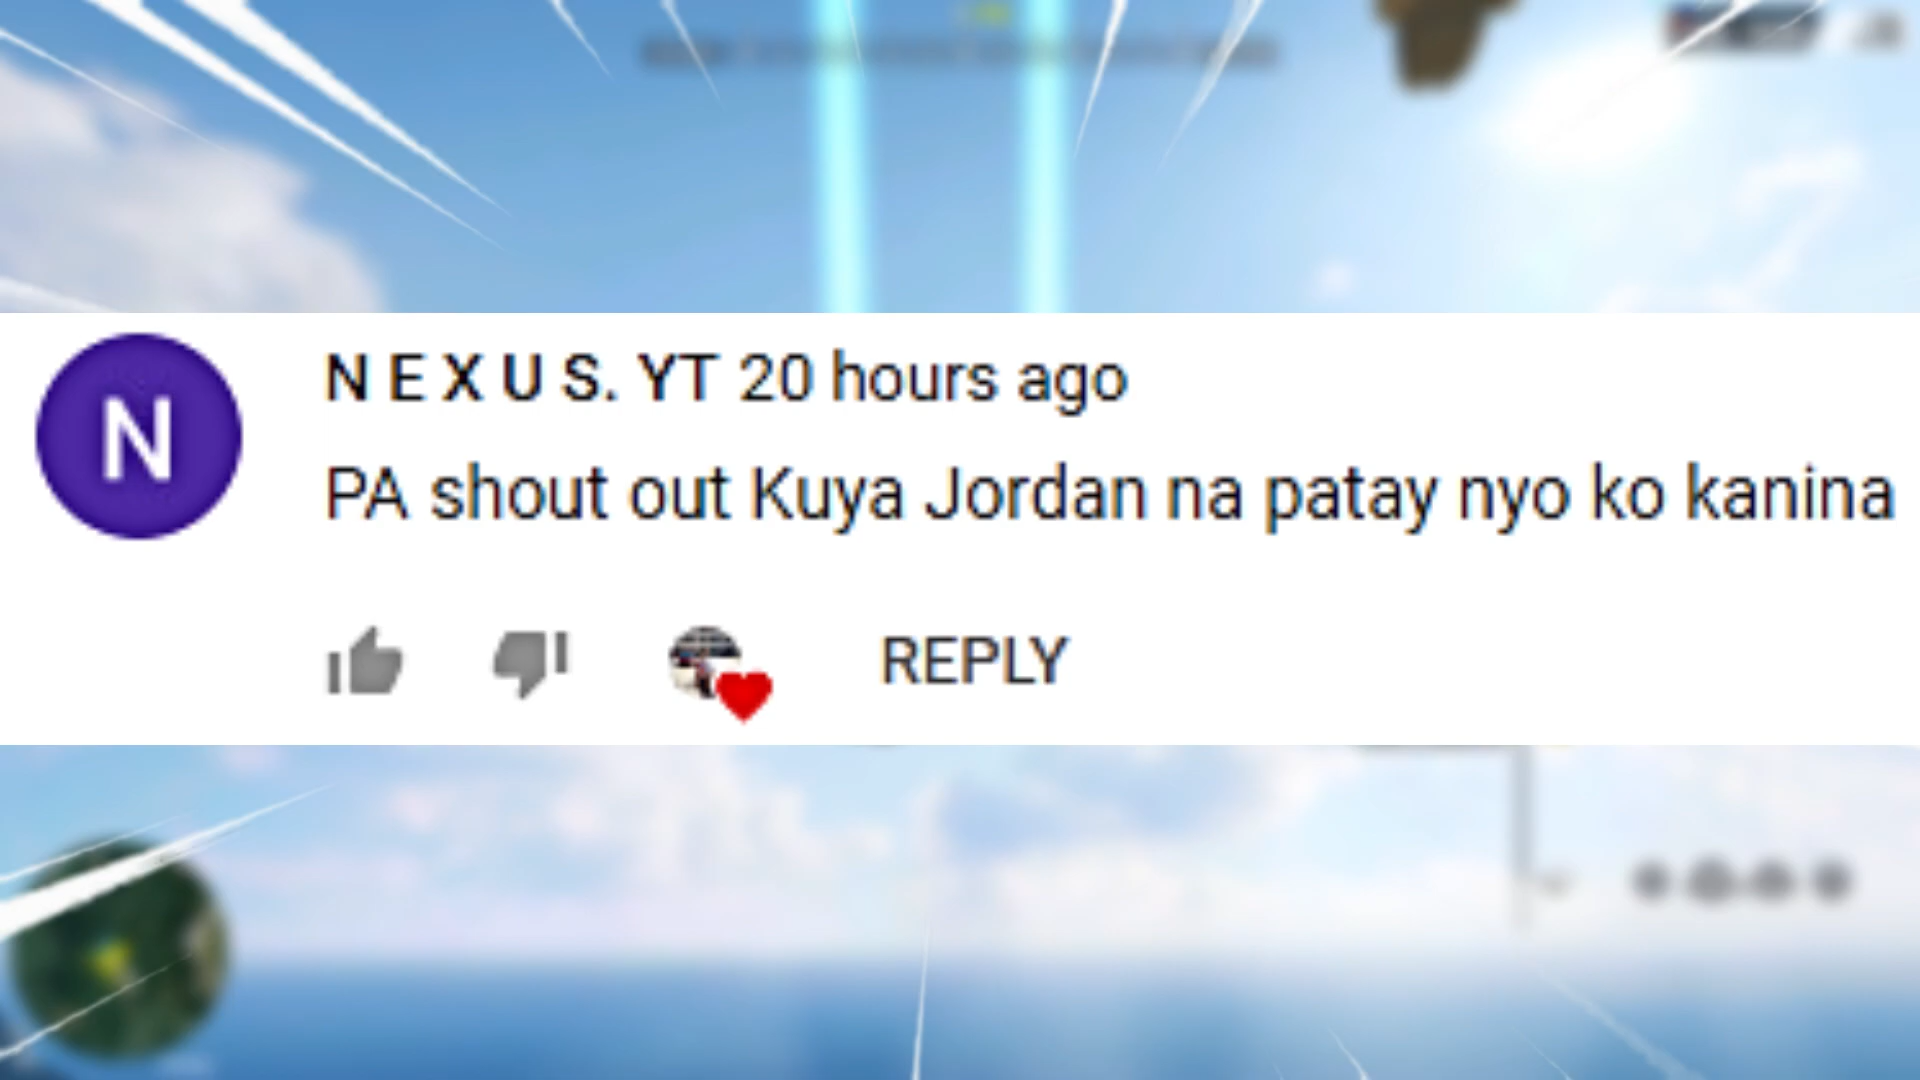 N
N E X U S. YT 20 hours ago
PA shout out Kuya Jordan na patay nyo ko kanina
REPLY